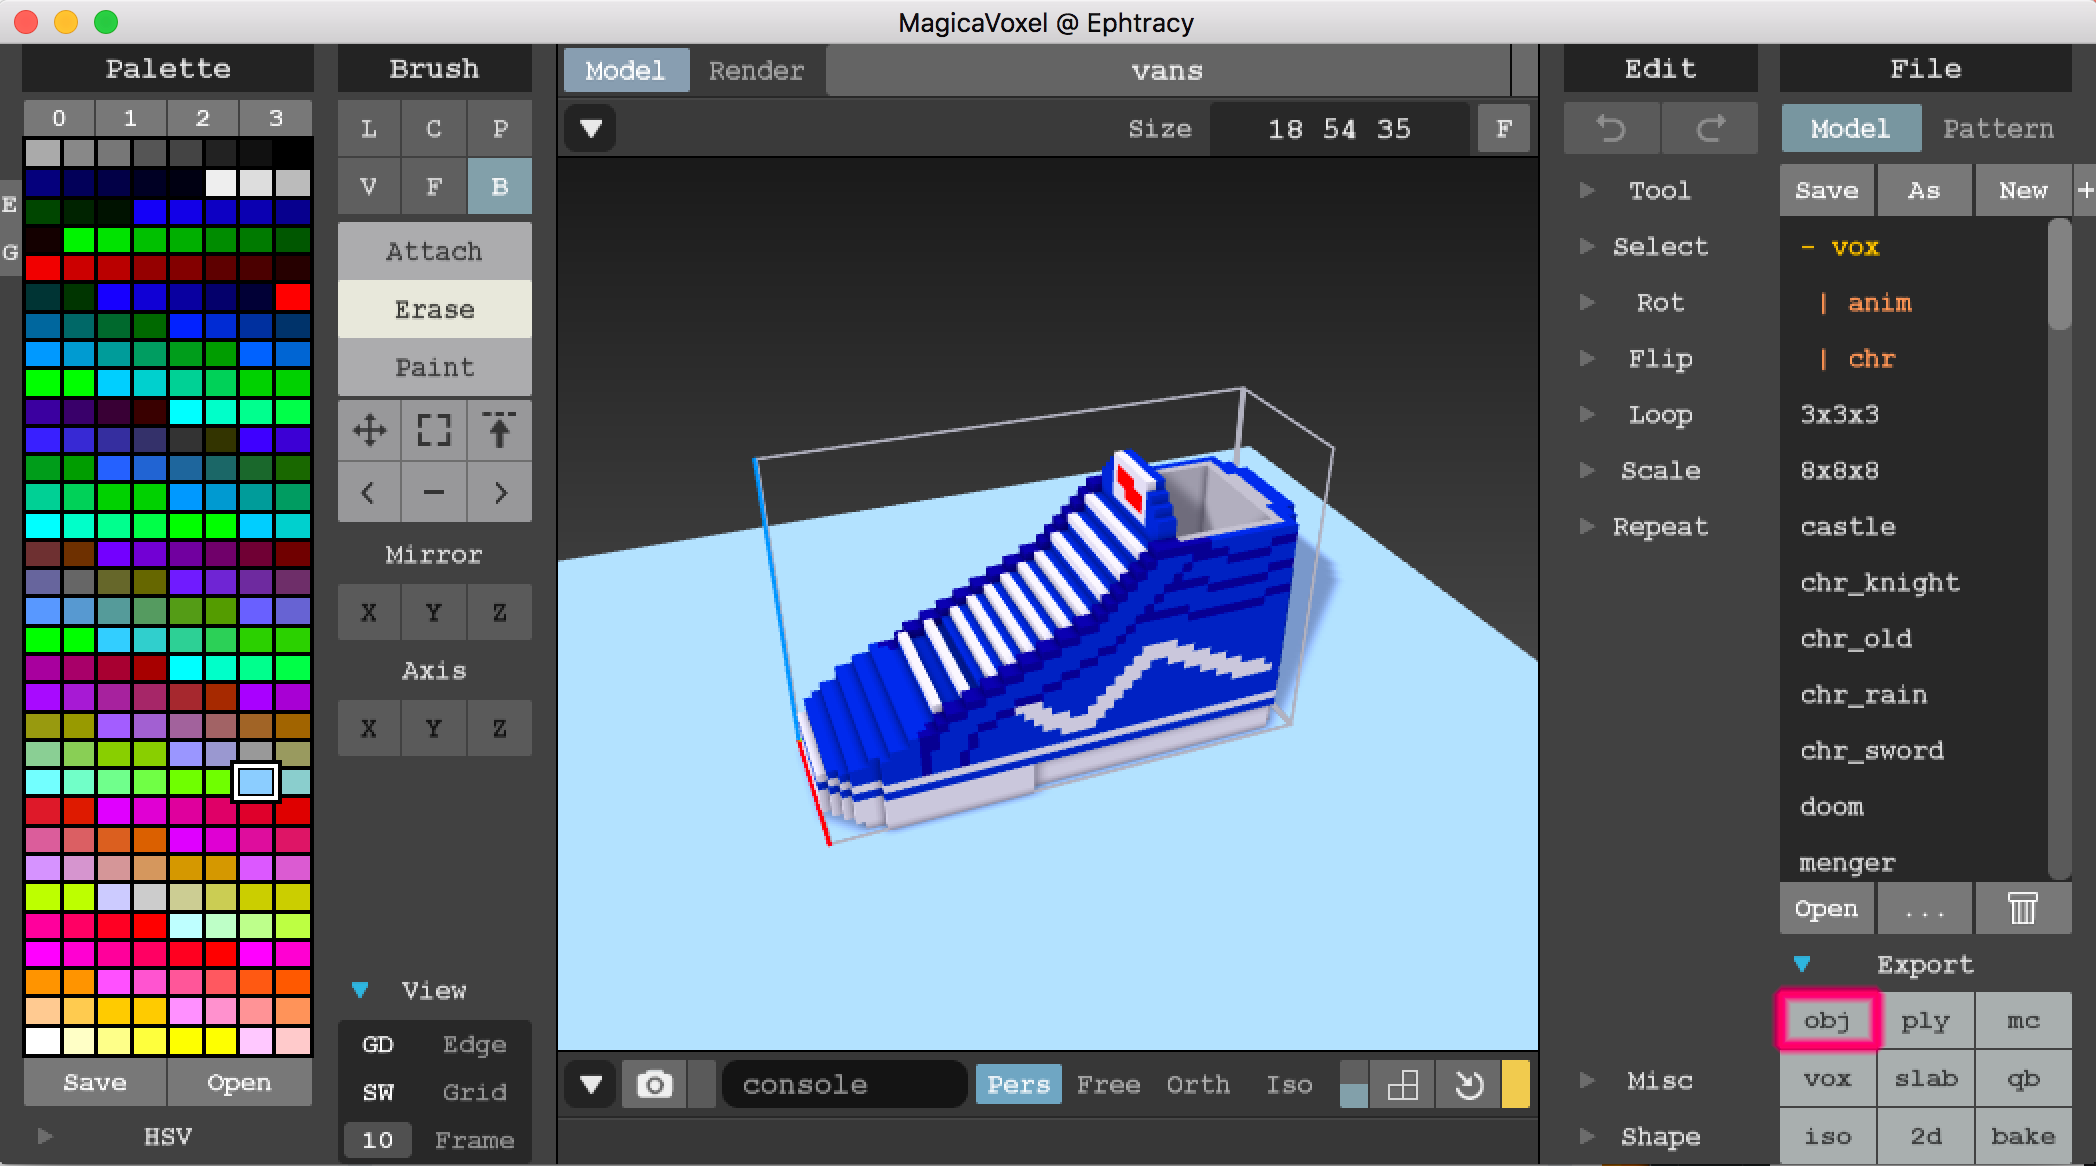 MagicaVoxel @ Ephtracy
Palette
0 1 2 3
E
G
Save Open
HSV
Brush
L C P
V F B
Attach
Erase
Paint
< – >
Mirror
X Y Z
Axis
X Y Z
View
GD Edge
SW Grid
10 Frame
Model Render vans
Size 18 54 35 F
console Pers Free Orth Iso
Edit
Tool
Select
Rot
Flip
Loop
Scale
Repeat
Misc
Shape
File
Model Pattern
Save As New +
- vox
| anim
| chr
3x3x3
8x8x8
castle
chr_knight
chr_old
chr_rain
chr_sword
doom
menger
Open ...
Export
obj ply mc
vox slab qb
iso 2d bake